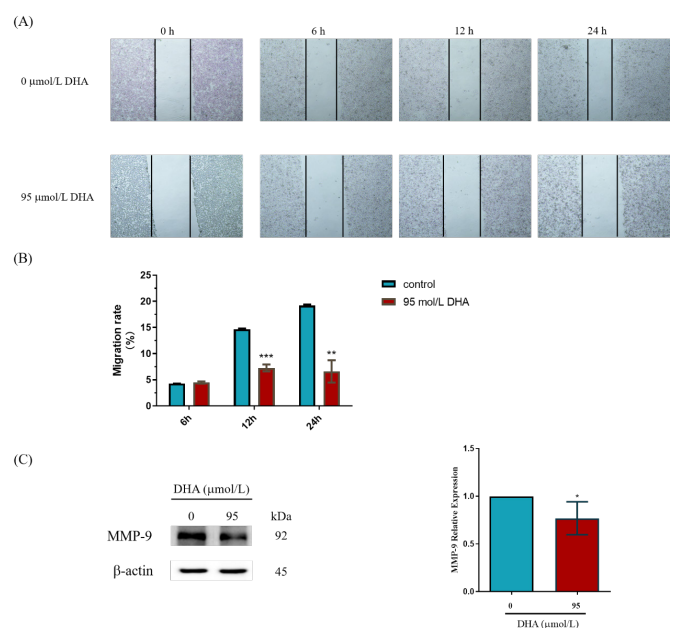 (A)
0 h 6 h 12 h 24 h
0 μmol/L DHA
95 μmol/L DHA
(B)
25
20
15
10
5
0
Migration rate
(%)
***
**
6h 12h 24h
control
95 mol/L DHA
(C)
DHA (μmol/L)
0 95 kDa
MMP-9 92
β-actin 45
1.5
1.0
0.5
0.0
MMP-9 Relative Expression
*
0 95
DHA (μmol/L)